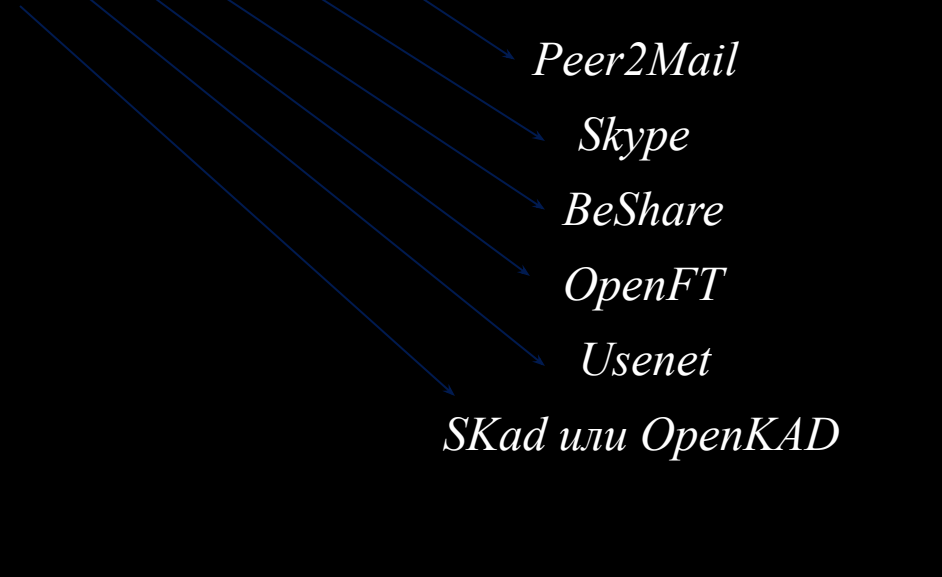 Peer2Mail
Skype
BeShare
OpenFT
Usenet
SKad или OpenKAD